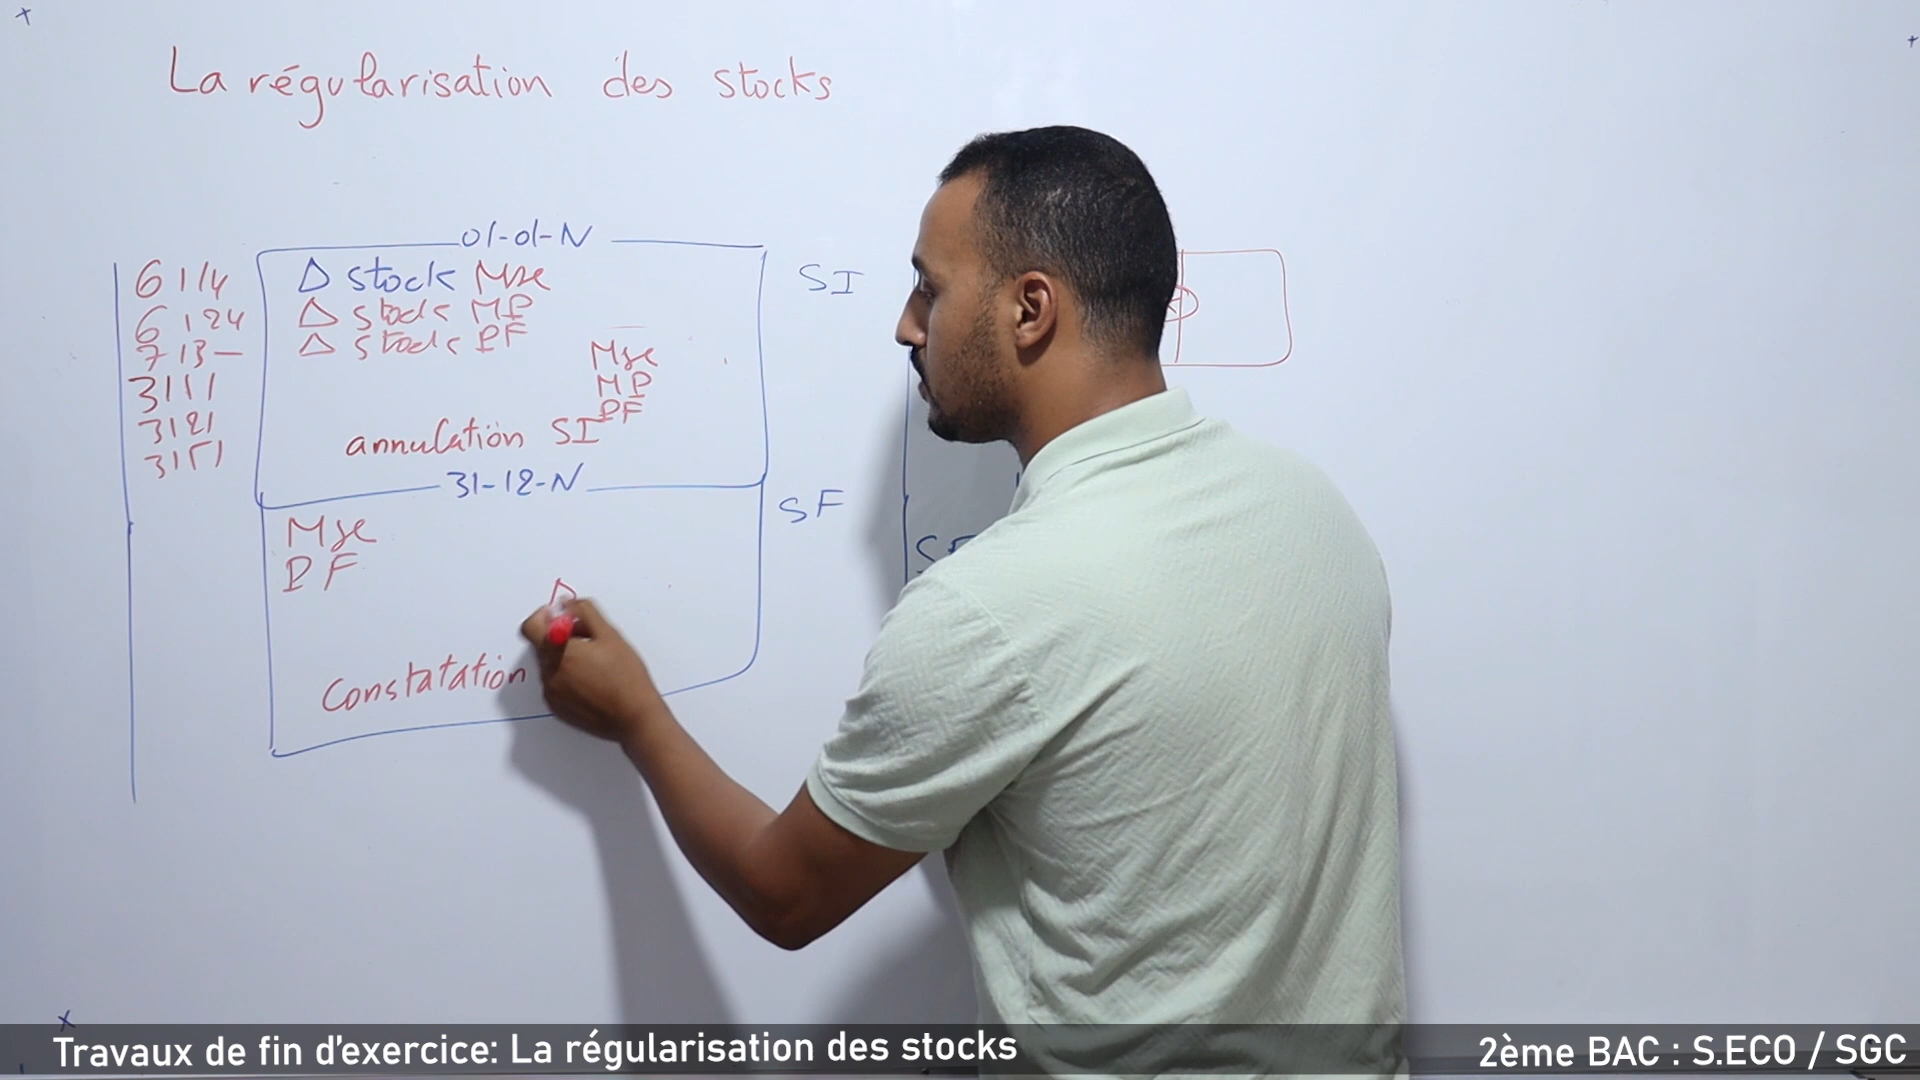 La régularisation des stocks
01-01-N
6114 Δ stock Mse SI
6124 Δ stock MP
713- Δ stock PF
Mse
3111 MP
3121 PF
annulation SI
3151
31-12-N
SF
Mse
PF
Δ
Constatation
SF
Travaux de fin d'exercice: La régularisation des stocks
2ème BAC : S.ECO / SGC